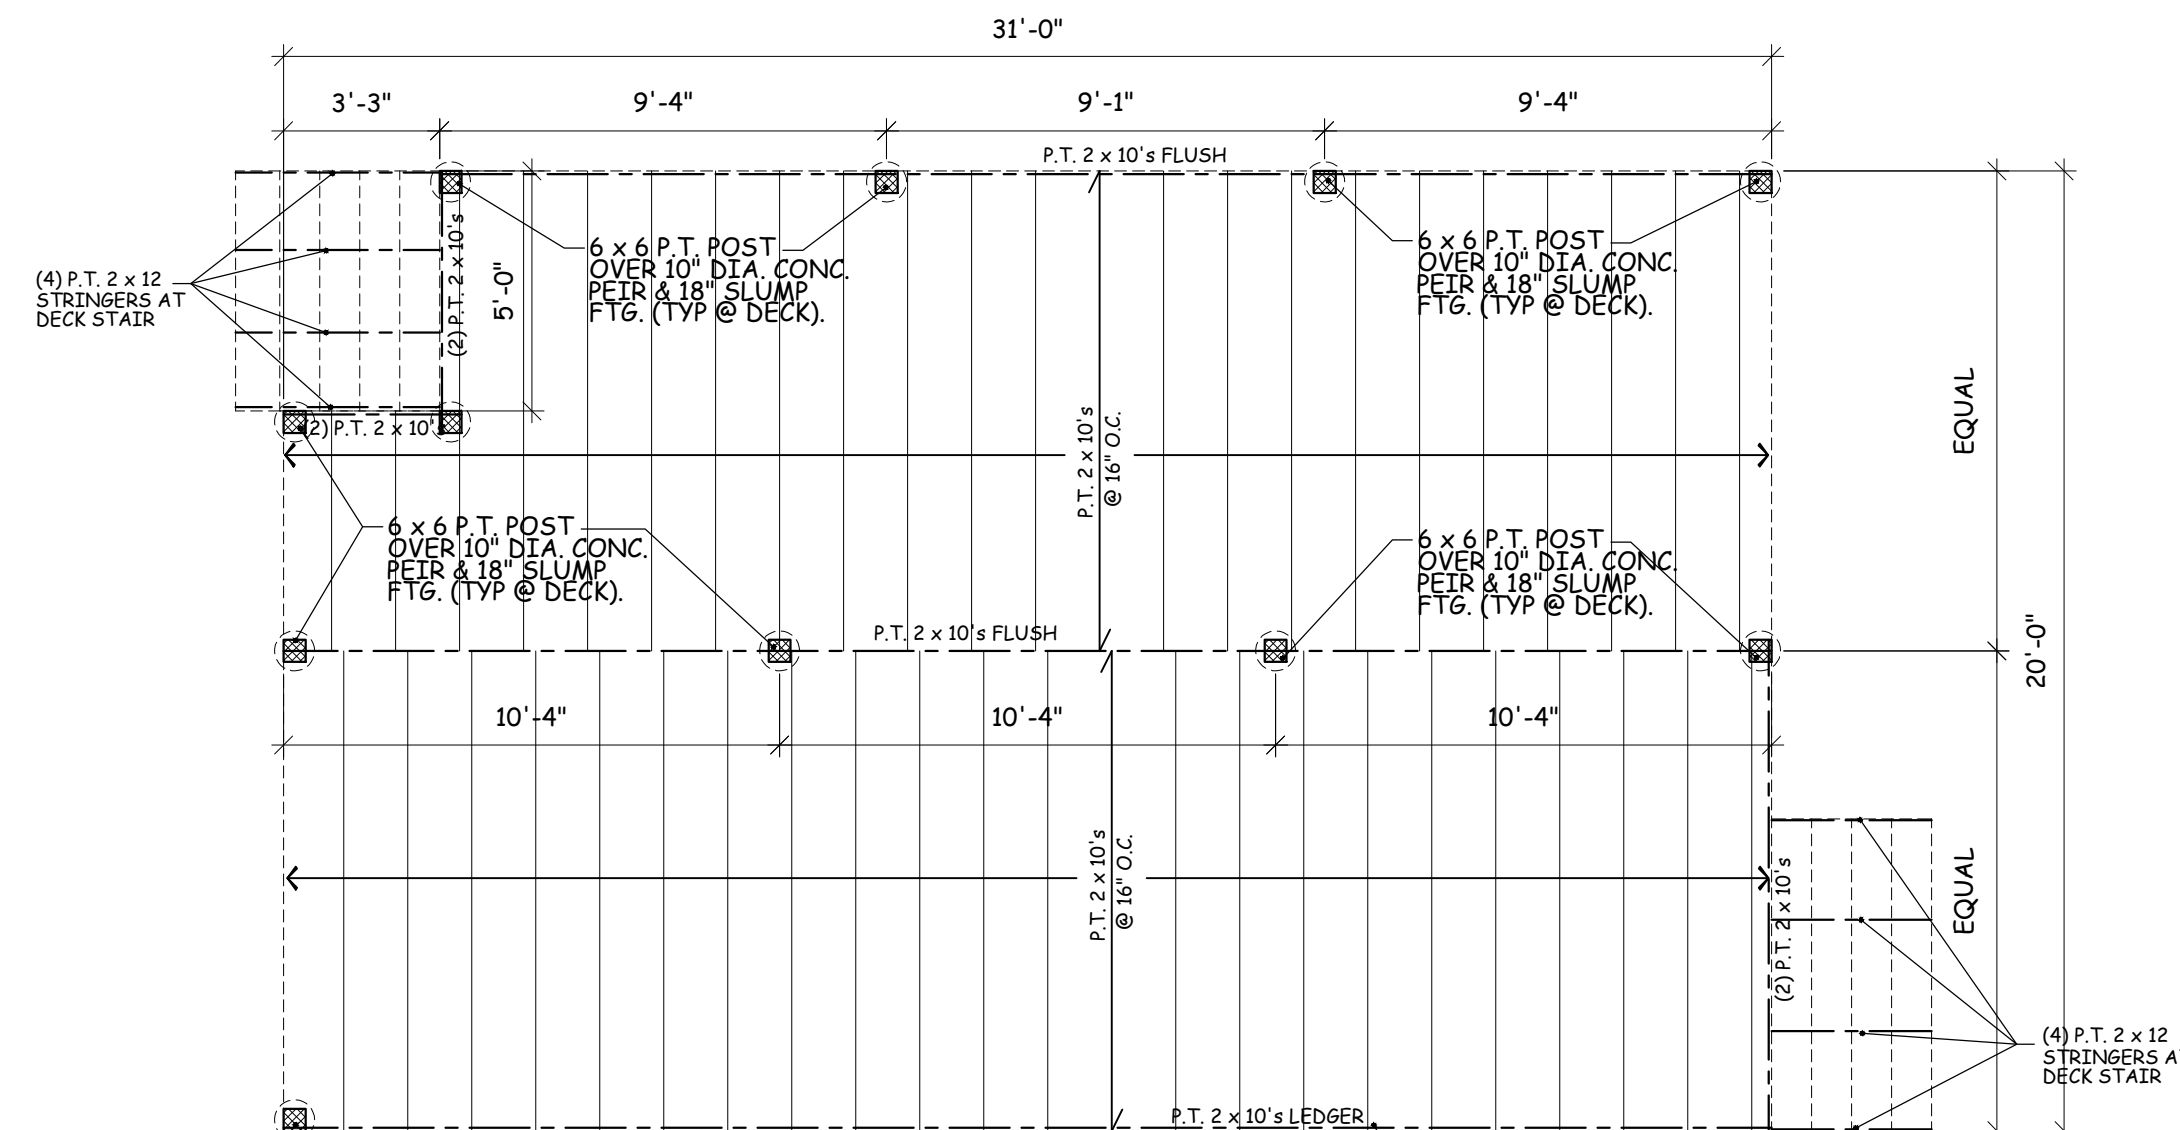 31'-0"
3'-3"
9'-4"
9'-1"
9'-4"
P.T. 2 x 10's FLUSH
(4) P.T. 2 x 12
STRINGERS AT
DECK STAIR
(2) P.T. 2 x 10's
5'-0"
6 x 6 P.T. POST
OVER 10" DIA. CONC.
PEIR & 18" SLUMP
FTG. (TYP @ DECK).
6 x 6 P.T. POST
OVER 10" DIA. CONC.
PEIR & 18" SLUMP
FTG. (TYP @ DECK).
(2) P.T. 2 x 10's
P.T. 2 x 10's
@ 16" O.C.
EQUAL
6 x 6 P.T. POST
OVER 10" DIA. CONC.
PEIR & 18" SLUMP
FTG. (TYP @ DECK).
6 x 6 P.T. POST
OVER 10" DIA. CONC.
PEIR & 18" SLUMP
FTG. (TYP @ DECK).
P.T. 2 x 10's FLUSH
20'-0"
10'-4"
10'-4"
10'-4"
P.T. 2 x 10's
@ 16" O.C.
(2) P.T. 2 x 10's
EQUAL
(4) P.T. 2 x 12
STRINGERS A
DECK STAIR
P.T. 2 x 10's LEDGER